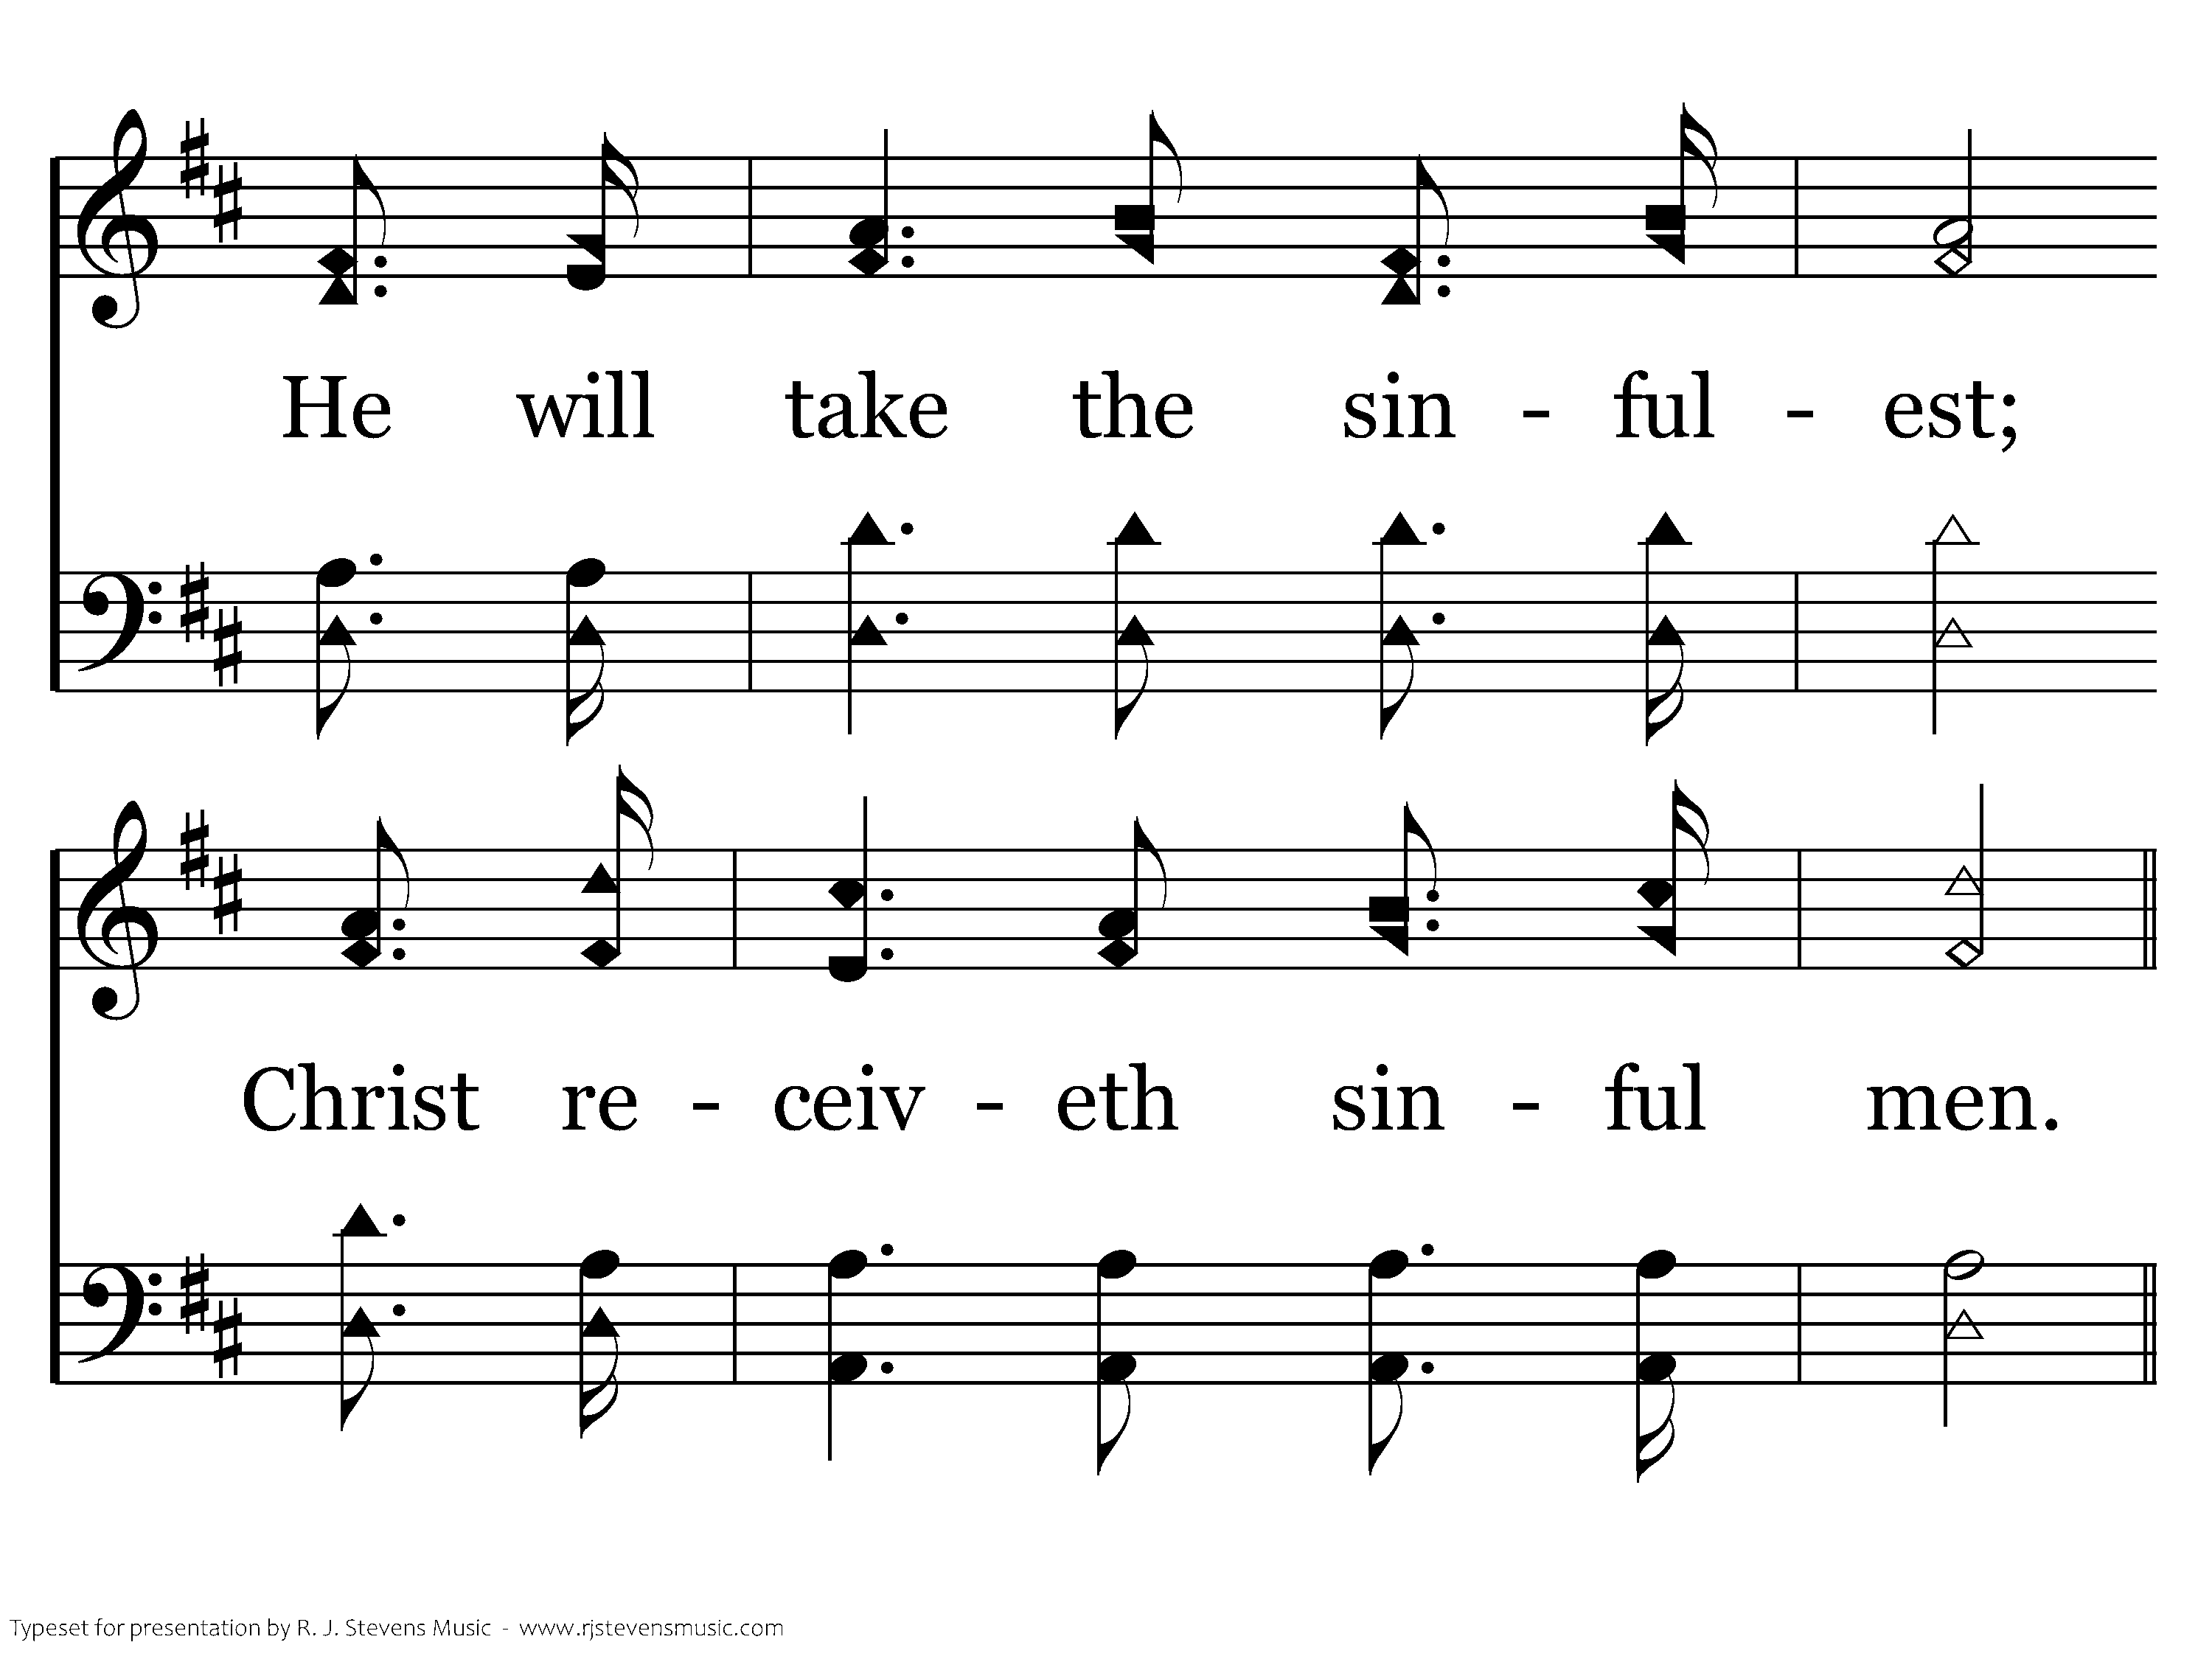 He will take the sin - ful - est;
Christ re - ceiv - eth sin - ful men.
Typeset for presentation by R. J. Stevens Music - www.rjstevensmusic.com